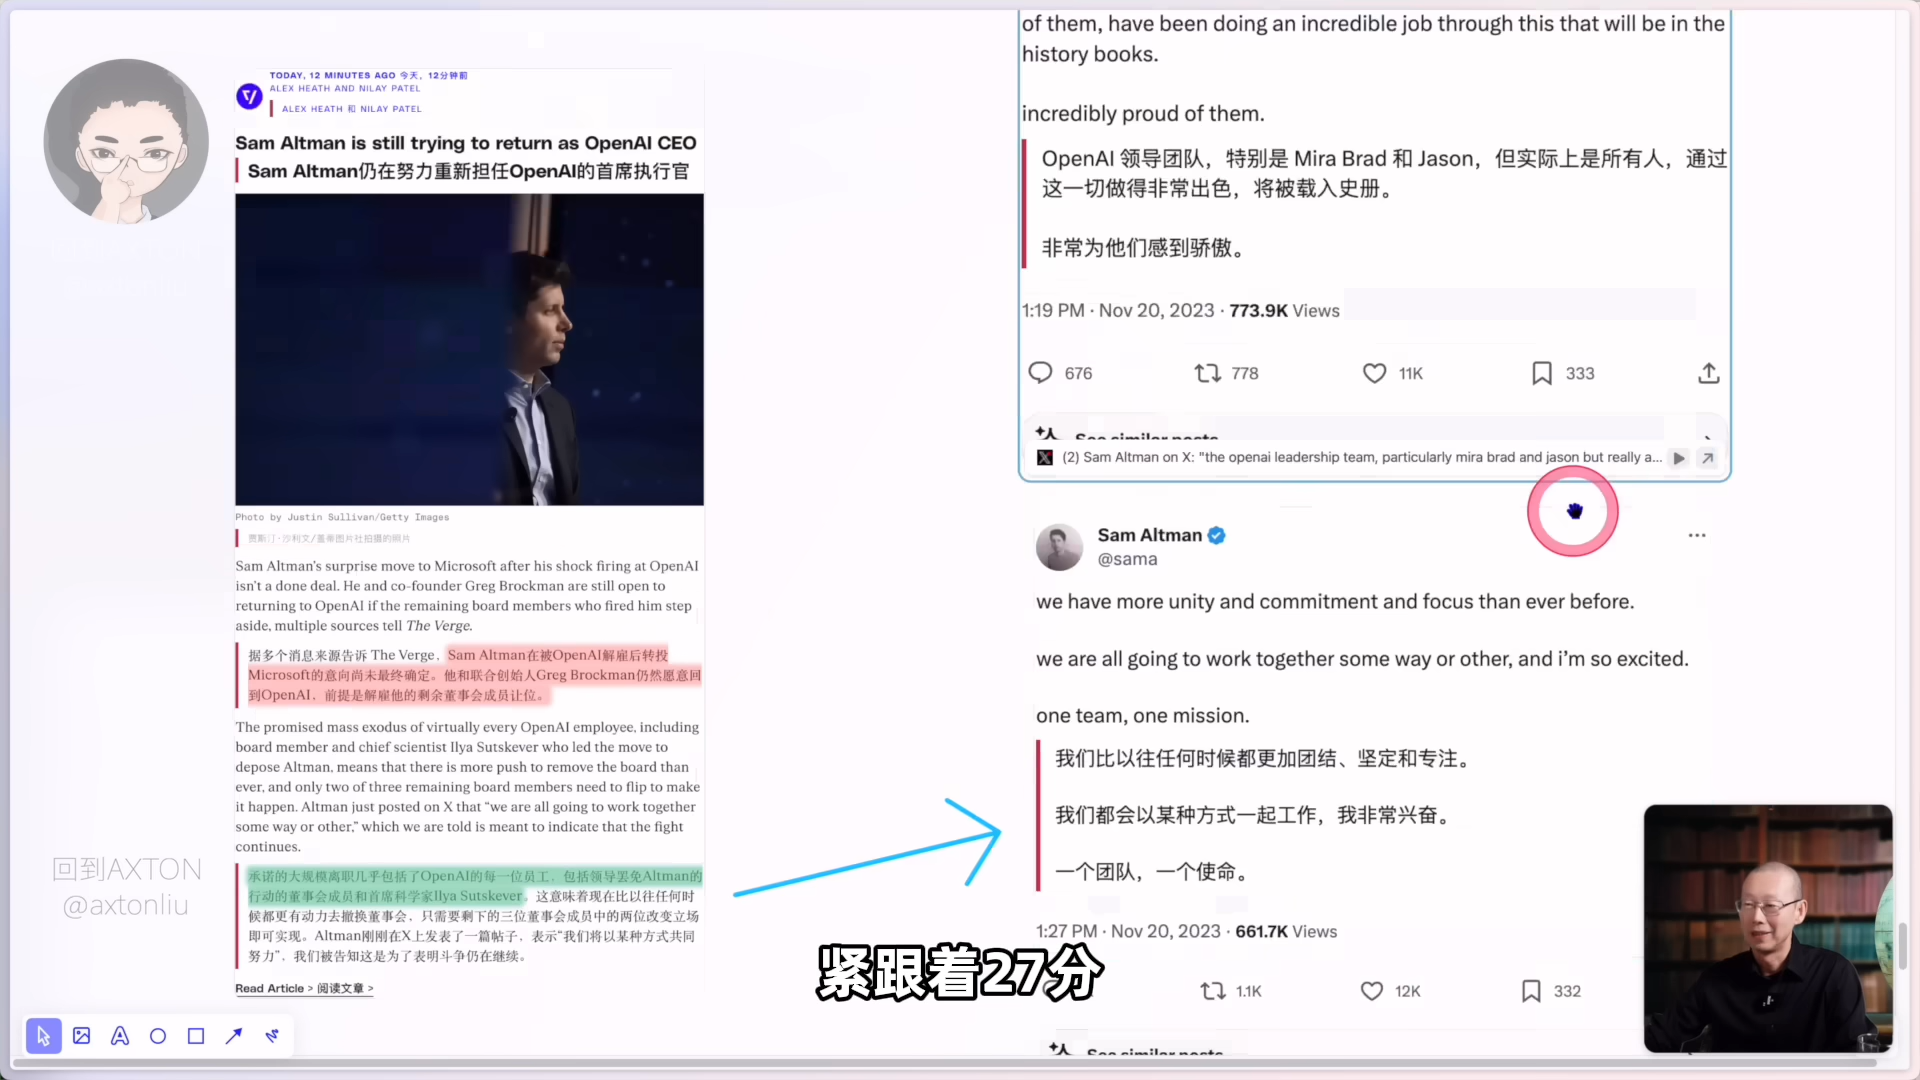 TODAY, 12 MINUTES AGO 今天，12分钟前
ALEX HEATH AND NILAY PATEL
ALEX HEATH 和 NILAY PATEL
Sam Altman is still trying to return as OpenAI CEO
Sam Altman仍在努力重新担任OpenAI的首席执行官
Photo by Justin Sullivan/Getty Images
贾斯汀·沙利文/盖蒂图片社拍摄的照片
Sam Altman's surprise move to Microsoft after his shock firing at OpenAI
isn't a done deal. He and co-founder Greg Brockman are still open to
returning to OpenAI if the remaining board members who fired him step
aside, multiple sources tell The Verge.
据多个消息来源告诉 The Verge，Sam Altman在被OpenAI解雇后转投
Microsoft的意向尚未最终确定。他和联合创始人Greg Brockman仍然愿意回
到OpenAI，前提是解雇他的剩余董事会成员让位。
The promised mass exodus of virtually every OpenAI employee, including
board member and chief scientist Ilya Sutskever who led the move to
depose Altman, means that there is more push to remove the board than
ever, and only two of three remaining board members need to flip to make
it happen. Altman just posted on X that “we are all going to work together
some way or other,” which we are told is meant to indicate that the fight
continues.
承诺的大规模离职几乎包括了OpenAI的每一位员工，包括领导罢免Altman的
行动的董事会成员和首席科学家Ilya Sutskever。这意味着现在比以往任何时
候都更有动力去撤换董事会，只需要剩下的三位董事会成员中的两位改变立场
即可实现。Altman刚刚在X上发表了一篇帖子，表示“我们将以某种方式共同
努力”，我们被告知这是为了表明斗争仍在继续。
Read Article > 阅读文章 >
回到AXTON
@axtonliu
of them, have been doing an incredible job through this that will be in the
history books.
incredibly proud of them.
OpenAI 领导团队，特别是 Mira Brad 和 Jason，但实际上是所有人，通过
这一切做得非常出色，将被载入史册。
非常为他们感到骄傲。
1:19 PM · Nov 20, 2023 · 773.9K Views
676 778 11K 333
See similar posts
(2) Sam Altman on X: "the openai leadership team, particularly mira brad and jason but really a...
Sam Altman
@sama
we have more unity and commitment and focus than ever before.
we are all going to work together some way or other, and i’m so excited.
one team, one mission.
我们比以往任何时候都更加团结、坚定和专注。
我们都会以某种方式一起工作，我非常兴奋。
一个团队，一个使命。
1:27 PM · Nov 20, 2023 · 661.7K Views
1.1K 12K 332
See similar posts
紧跟着27分